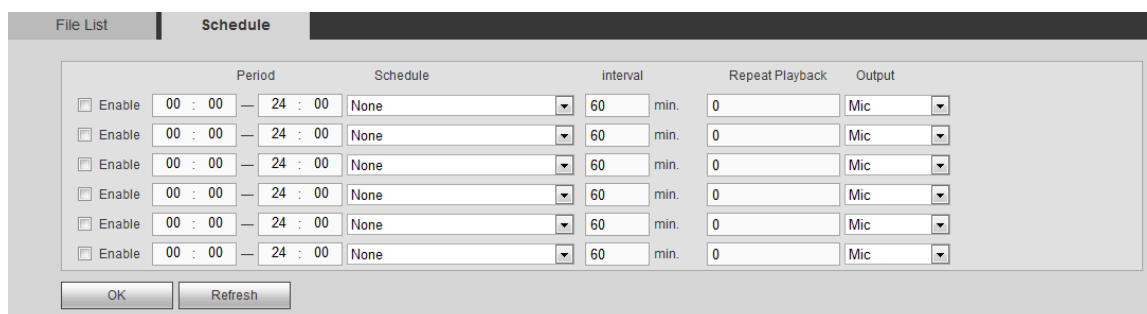 File List Schedule
Period Schedule interval Repeat Playback Output
Enable 00 : 00 — 24 : 00 None 60 min. 0 Mic
Enable 00 : 00 — 24 : 00 None 60 min. 0 Mic
Enable 00 : 00 — 24 : 00 None 60 min. 0 Mic
Enable 00 : 00 — 24 : 00 None 60 min. 0 Mic
Enable 00 : 00 — 24 : 00 None 60 min. 0 Mic
Enable 00 : 00 — 24 : 00 None 60 min. 0 Mic
OK Refresh